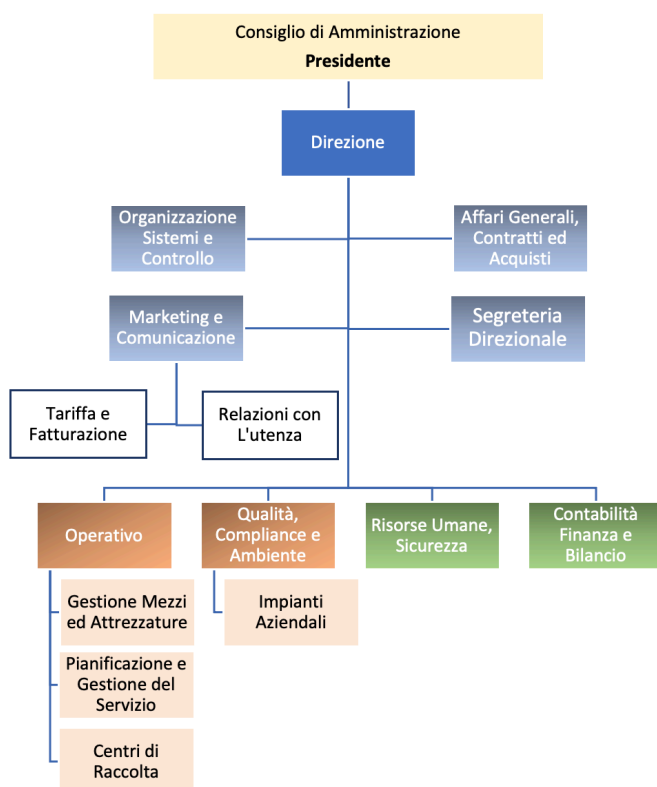 Consiglio di Amministrazione
Presidente
Direzione
Organizzazione
Sistemi e
Controllo
Affari Generali,
Contratti ed
Acquisti
Marketing e
Comunicazione
Segreteria
Direzionale
Tariffa e
Fatturazione
Relazioni con
L'utenza
Operativo
Qualità,
Compliance e
Ambiente
Risorse Umane,
Sicurezza
Contabilità
Finanza e
Bilancio
Gestione Mezzi
ed Attrezzature
Impianti
Aziendali
Pianificazione e
Gestione del
Servizio
Centri di
Raccolta